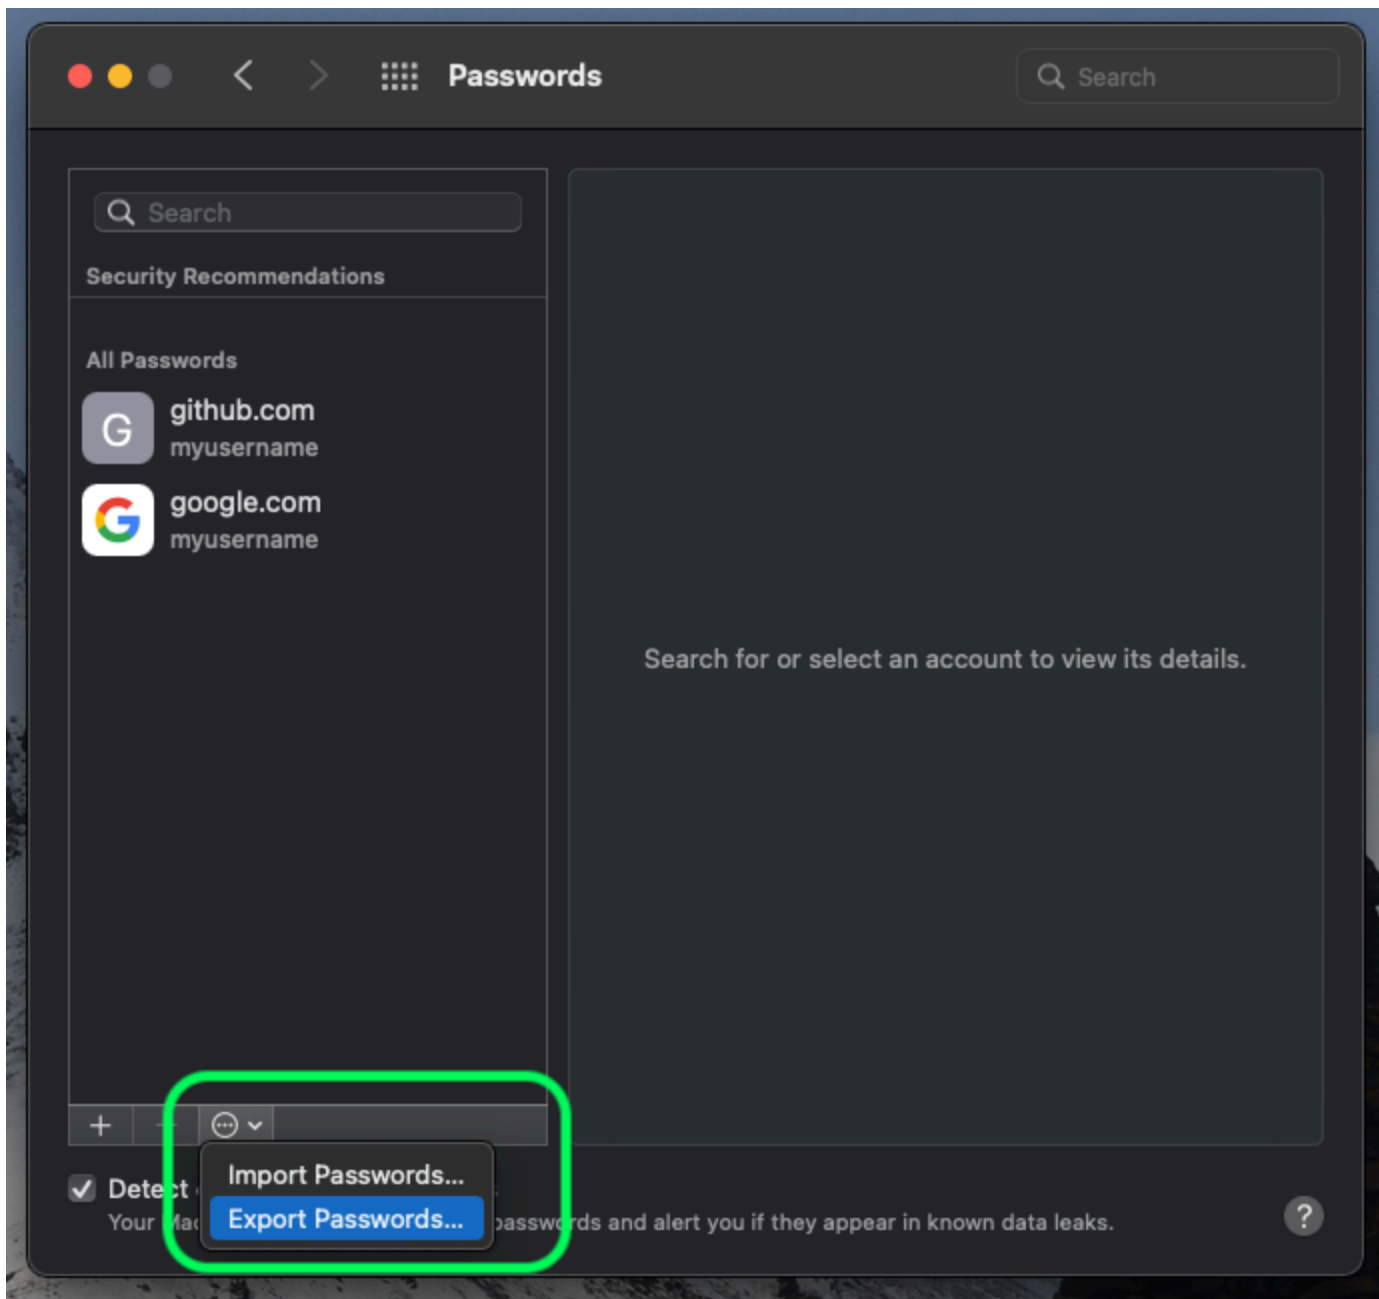 Passwords
Search
Search
Security Recommendations
All Passwords
G
github.com
myusername
google.com
myusername
Search for or select an account to view its details.
Import Passwords...
Detect
Export Passwords...
Your passwords and alert you if they appear in known data leaks.
?